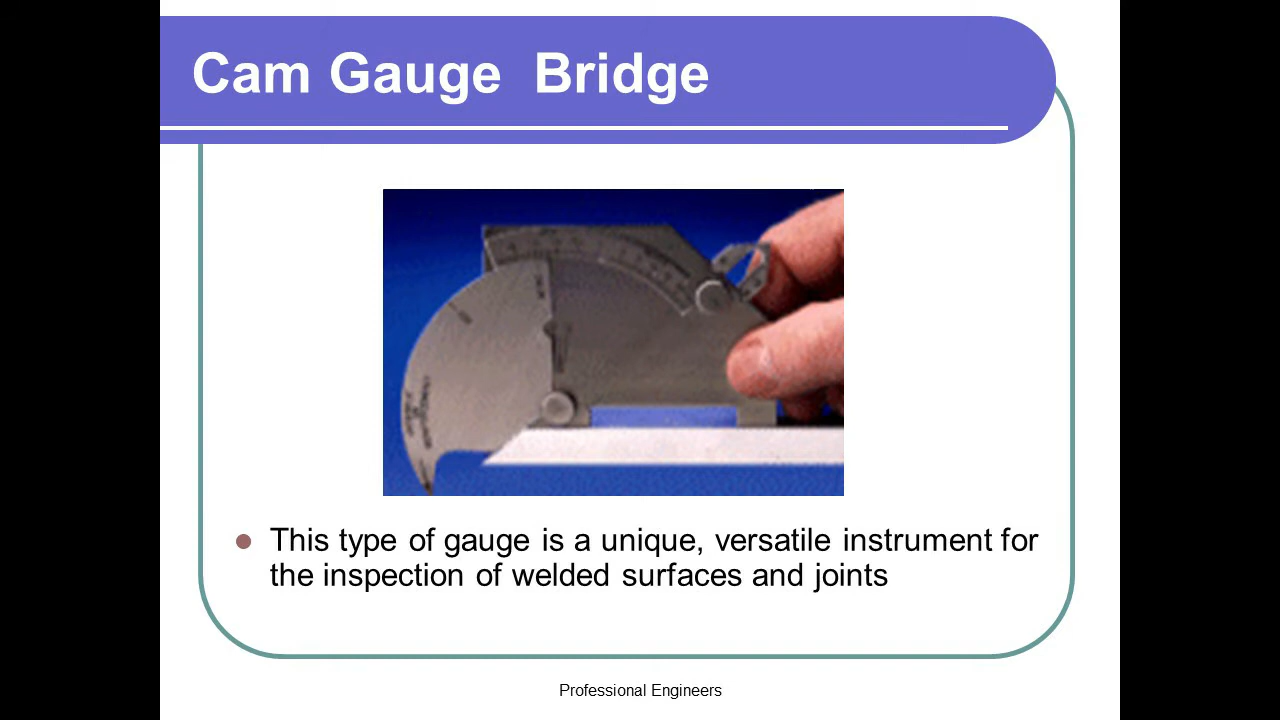 Cam Gauge Bridge
This type of gauge is a unique, versatile instrument for
the inspection of welded surfaces and joints
Professional Engineers